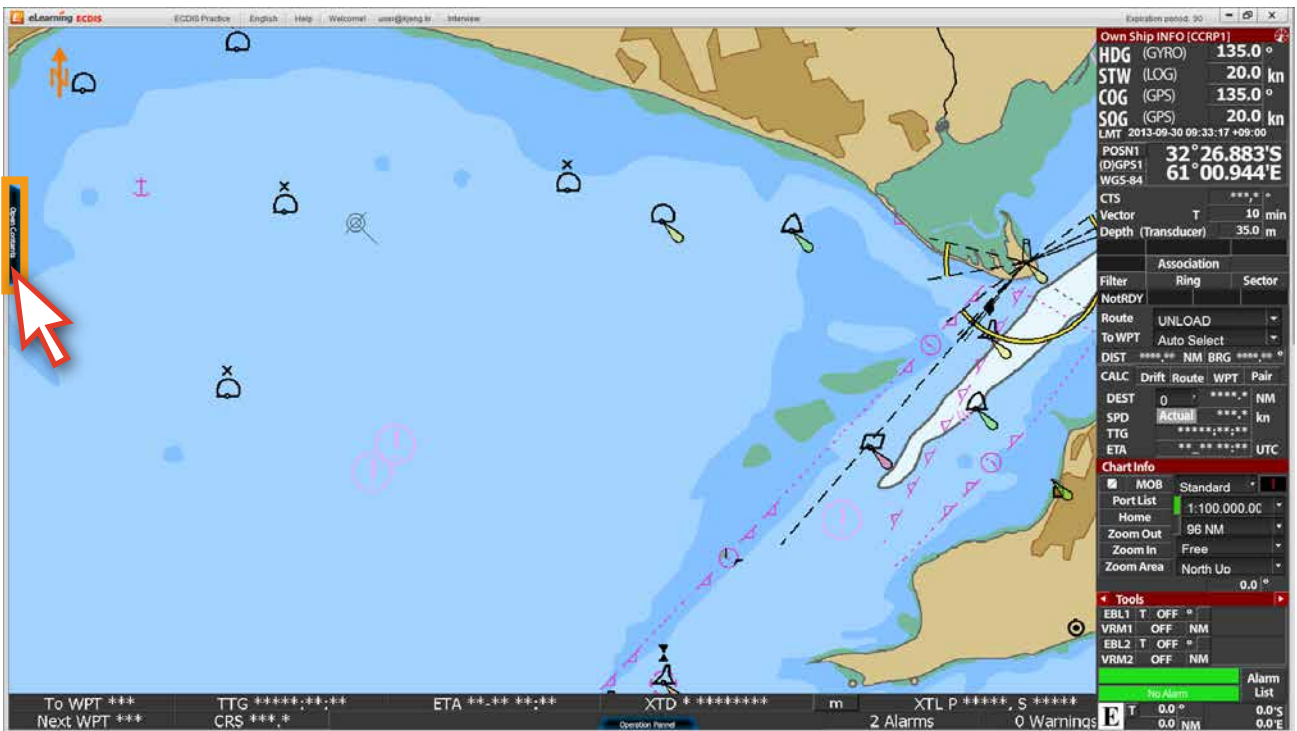 eLearning ECDIS ECDIS Practice English Help Welcome! user@kjeng.kr Interview Expiration period: 90
N
Open Contents
Own Ship INFO [CCRP1]
HDG (GYRO) 135.0 °
STW (LOG) 20.0 kn
COG (GPS) 135.0 °
SOG (GPS) 20.0 kn
LMT 2013-09-30 09:33:17 +09:00
POSN1 32°26.883'S
(D)GPS1 61°00.944'E
WGS-84
CTS ***.* °
Vector T 10 min
Depth (Transducer) 35.0 m
Association
Filter Ring Sector
NotRDY
Route UNLOAD
To WPT Auto Select
DIST ****.** NM BRG ****.** °
CALC Drift Route WPT Pair
DEST 0 ' ****.* NM
SPD Actual ***.* kn
TTG *****:**:**
ETA **_** **:** UTC
Chart Info
MOB Standard !
Port List 1:100.000.0C
Home
Zoom Out 96 NM
Zoom In Free
Zoom Area North Up
0.0 °
Tools
EBL1 T OFF °
VRM1 OFF NM
EBL2 T OFF °
VRM2 OFF NM
Alarm
No Alarm List
E T 0.0 ° 0.0'S
0.0 NM 0.0'E
To WPT *** TTG *****:**:** ETA **-** **:** XTD * ******** m XTL P *****, S *****
Next WPT *** CRS ***.* Operation Pannel 2 Alarms 0 Warnings